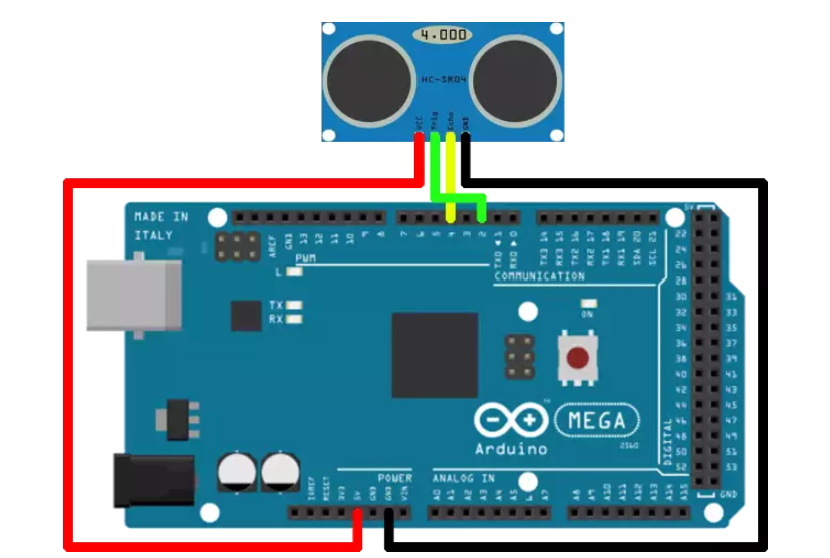 4.000
HC-SR04
VCC
Trig
Echo
GND
MADE IN
ITALY
AREF
GND
13
12
11
10
9
8
7
6
5
4
3
2
TX0 ◄ 1
RX0 ► 0
TX3 14
RX3 15
TX2 16
RX2 17
TX1 18
RX1 19
SDA 20
SCL 21
5V
22
24
26
28
30 31
32 33
34 35
36 37
38 39
40 41
42 43
44 45
46 47
48 49
50 51
52 53
GND
DIGITAL
PWM
COMMUNICATION
L
TX
RX
ON
MEGA
2560
™
Arduino
POWER
ANALOG IN
IOREF
RESET
3V3
5V
GND
GND
VIN
A0
A1
A2
A3
A4
A5
A7
A8
A9
A10
A11
A12
A13
A14
A15